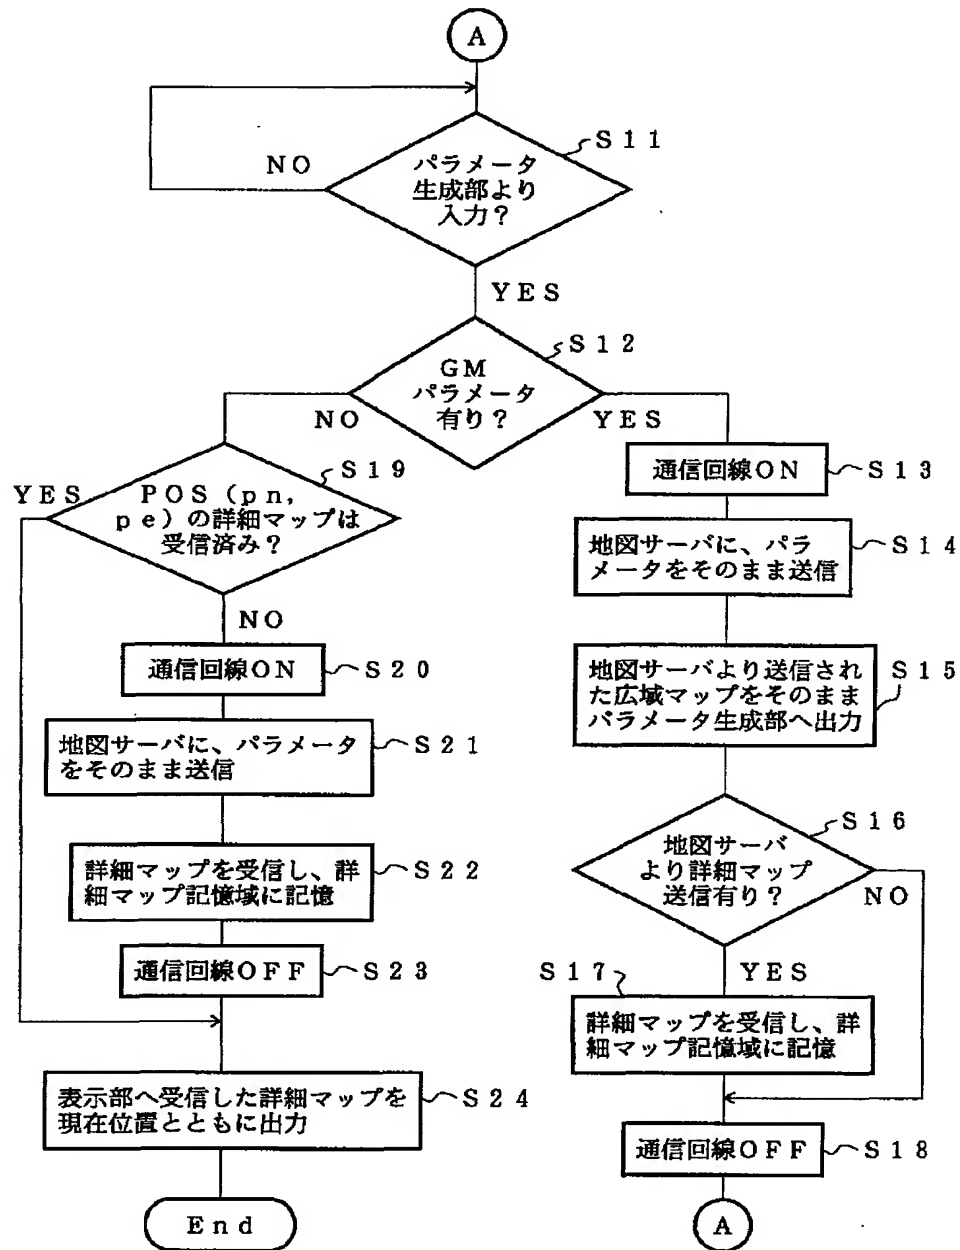 A
S11
NO
パラメータ
生成部より
入力？
YES
S12
GM
パラメータ
有り？
NO
YES
S19
YES
POS（pn，
pe）の詳細マップは
受信済み？
NO
通信回線ON
S20
地図サーバに、パラメータ
をそのまま送信
S21
詳細マップを受信し、詳
細マップ記憶域に記憶
S22
通信回線OFF
S23
表示部へ受信した詳細マップを
現在位置とともに出力
S24
End
通信回線ON
S13
地図サーバに、パラ
メータをそのまま送信
S14
地図サーバより送信され
た広域マップをそのまま
パラメータ生成部へ出力
S15
S16
地図サーバ
より詳細マップ
送信有り？
NO
S17
YES
詳細マップを受信し、詳
細マップ記憶域に記憶
通信回線OFF
S18
A